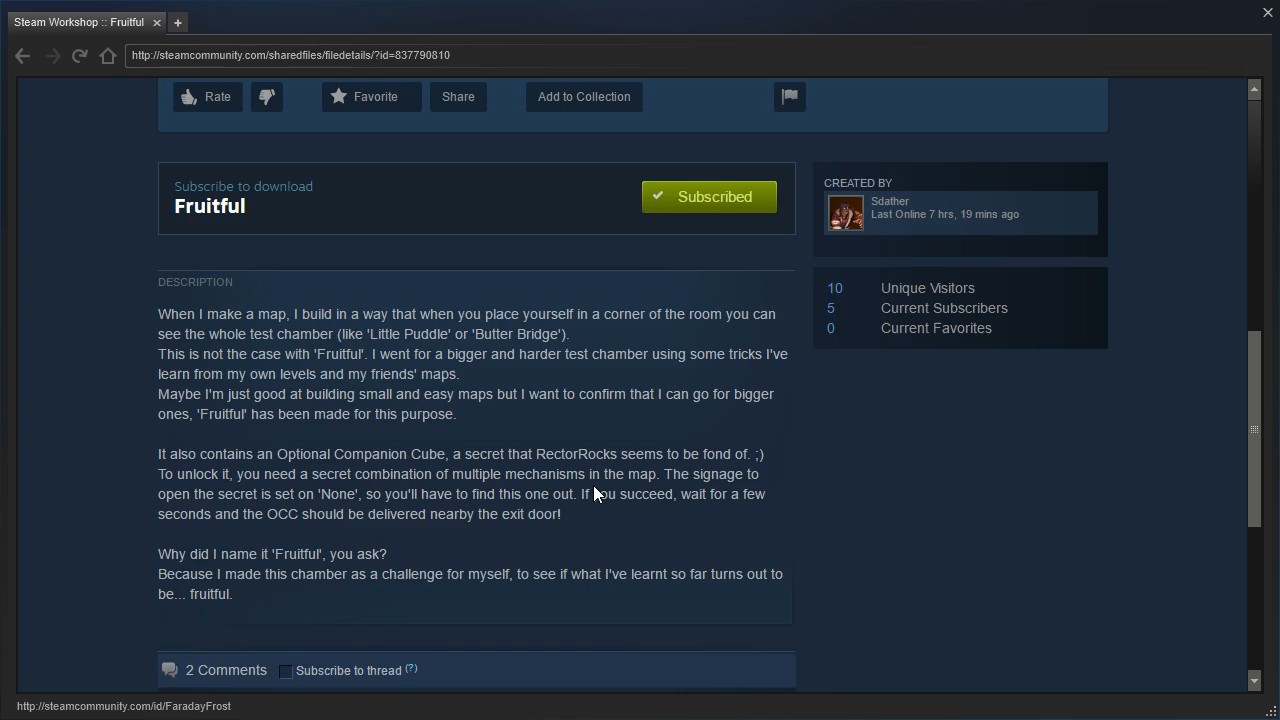 Steam Workshop :: Fruitful
http://steamcommunity.com/sharedfiles/filedetails/?id=837790810
Rate
Favorite
Share
Add to Collection
Subscribe to download
Fruitful
Subscribed
CREATED BY
Sdather
Last Online 7 hrs, 19 mins ago
10 Unique Visitors
5 Current Subscribers
0 Current Favorites
DESCRIPTION
When I make a map, I build in a way that when you place yourself in a corner of the room you can
see the whole test chamber (like 'Little Puddle' or 'Butter Bridge').
This is not the case with 'Fruitful'. I went for a bigger and harder test chamber using some tricks I've
learn from my own levels and my friends' maps.
Maybe I'm just good at building small and easy maps but I want to confirm that I can go for bigger
ones, 'Fruitful' has been made for this purpose.
It also contains an Optional Companion Cube, a secret that RectorRocks seems to be fond of. ;)
To unlock it, you need a secret combination of multiple mechanisms in the map. The signage to
open the secret is set on 'None', so you'll have to find this one out. If you succeed, wait for a few
seconds and the OCC should be delivered nearby the exit door!
Why did I name it 'Fruitful', you ask?
Because I made this chamber as a challenge for myself, to see if what I've learnt so far turns out to
be... fruitful.
2 Comments Subscribe to thread (?)
http://steamcommunity.com/id/FaradayFrost